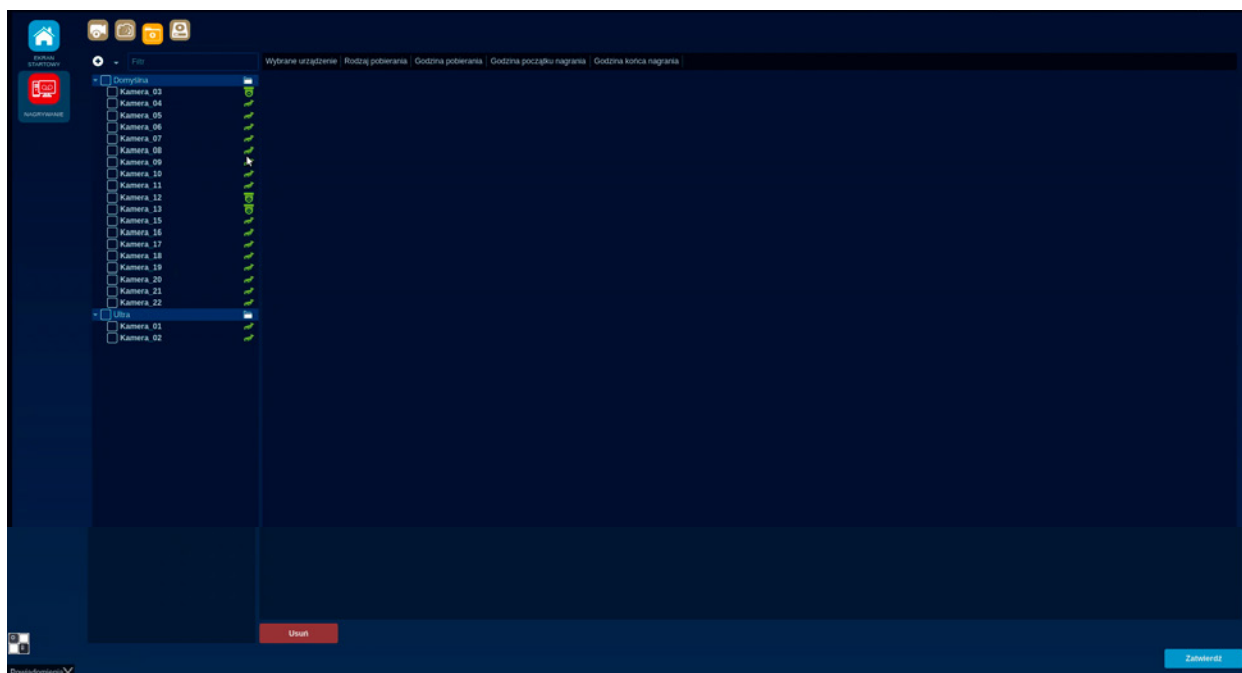 EKRAN
STARTOWY
NAGRYWANIE
Filtr
Wybrane urządzenie Rodzaj pobierania Godzina pobierania Godzina początku nagrania Godzina końca nagrania
Domyślna
Kamera_03
Kamera_04
Kamera_05
Kamera_06
Kamera_07
Kamera_08
Kamera_09
Kamera_10
Kamera_11
Kamera_12
Kamera_13
Kamera_15
Kamera_16
Kamera_17
Kamera_18
Kamera_19
Kamera_20
Kamera_21
Kamera_22
Ultra
Kamera_01
Kamera_02
Usuń
Zatwierdź
Powiadomienia